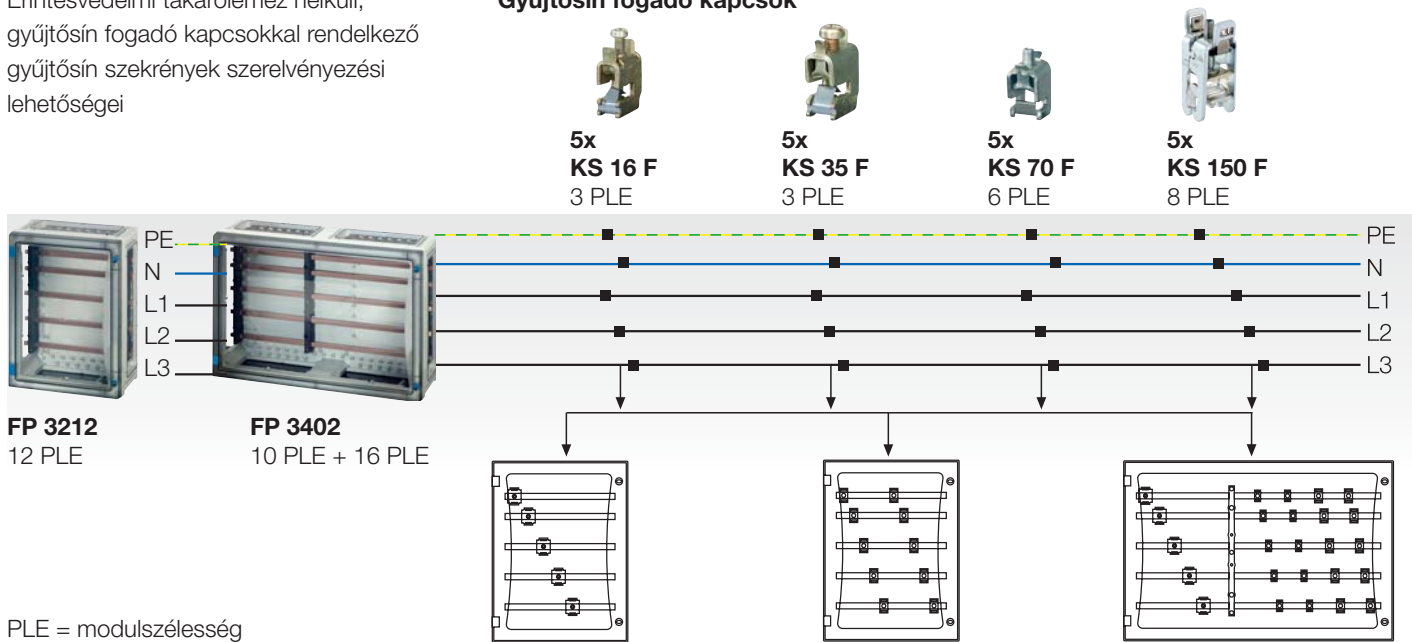 Érintésvédelmi takarólemez nélküli,
gyűjtősín fogadó kapcsokkal rendelkező
gyűjtősín szekrények szerelvényezési
lehetőségei
Gyűjtősín fogadó kapcsok
5x
KS 16 F
3 PLE
5x
KS 35 F
3 PLE
5x
KS 70 F
6 PLE
5x
KS 150 F
8 PLE
PE
N
L1
L2
L3
PE
N
L1
L2
L3
FP 3212
12 PLE
FP 3402
10 PLE + 16 PLE
PLE = modulszélesség